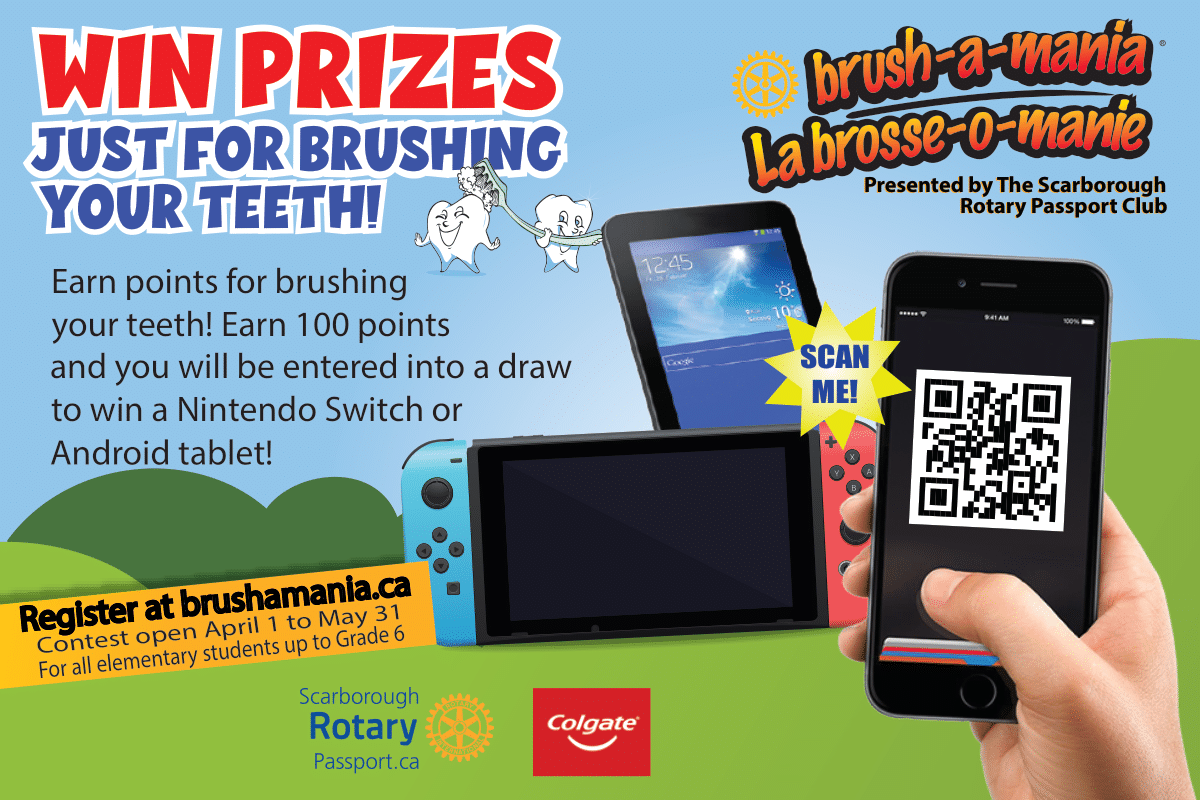 WIN PRIZES
JUST FOR BRUSHING
YOUR TEETH!
brush-a-mania®
La brosse-o-manie
Presented by The Scarborough
Rotary Passport Club
Earn points for brushing
your teeth! Earn 100 points
and you will be entered into a draw
to win a Nintendo Switch or
Android tablet!
12:45
10°
Google
SCAN
ME!
9:41 AM
100%
X
Y
A
B
Register at brushamania.ca
Contest open April 1 to May 31
For all elementary students up to Grade 6
Scarborough
Rotary
Passport.ca
Colgate®